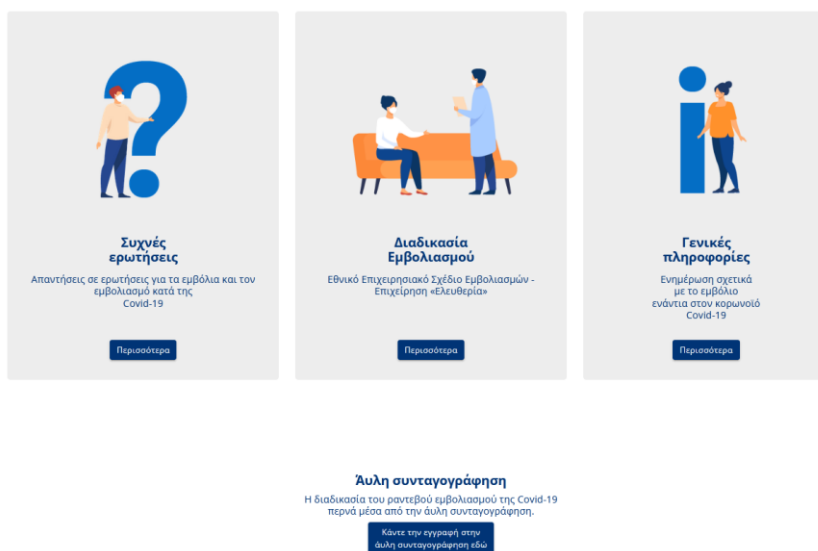 Συχνές
ερωτήσεις
Απαντήσεις σε ερωτήσεις για τα εμβόλια και τον
εμβολιασμό κατά της
Covid-19
Περισσότερα
Διαδικασία
Εμβολιασμού
Εθνικό Επιχειρησιακό Σχέδιο Εμβολιασμών -
Επιχείρηση «Ελευθερία»
Περισσότερα
Γενικές
πληροφορίες
Ενημέρωση σχετικά
με το εμβόλιο
ενάντια στον κορωνοϊό
Covid-19
Περισσότερα
Άυλη συνταγογράφηση
Η διαδικασία του ραντεβού εμβολιασμού της Covid-19
περνά μέσα από την άυλη συνταγογράφηση.
Κάντε την εγγραφή στην
άυλη συνταγογράφηση εδώ